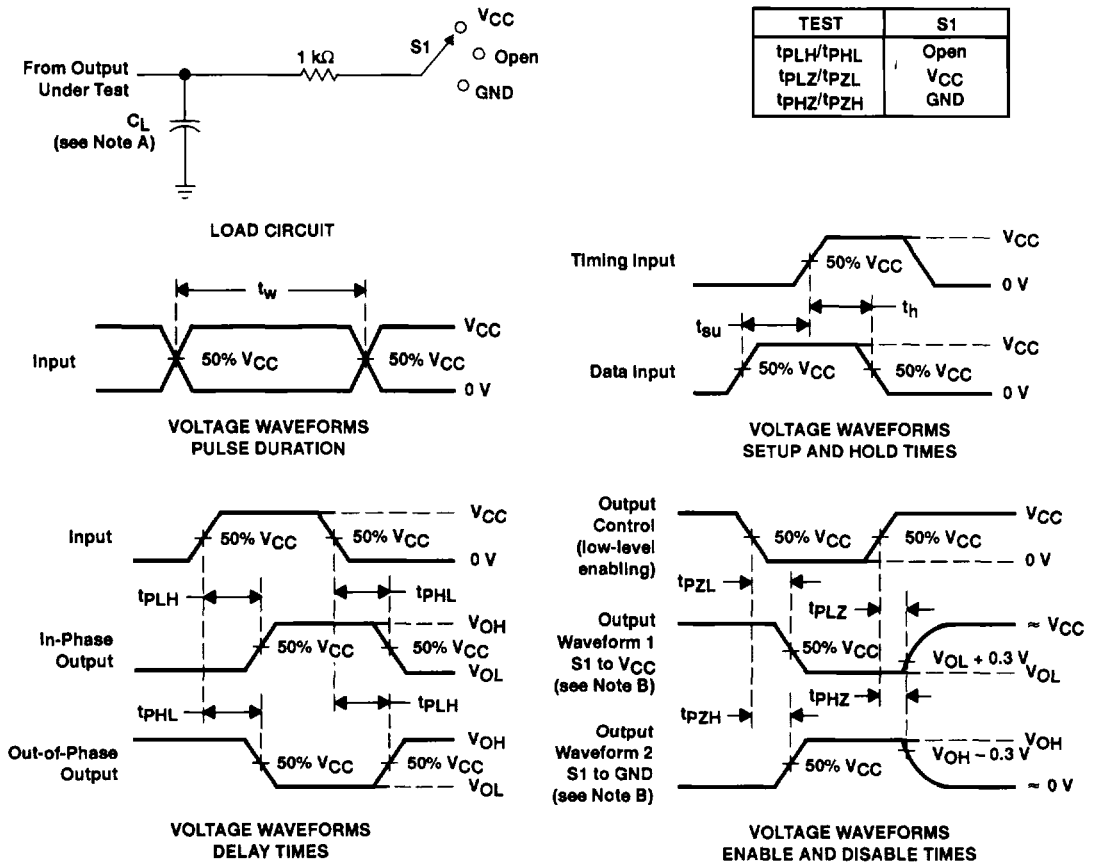 VCC
S1
Open
GND
1 kΩ
From Output
Under Test
CL
(see Note A)
LOAD CIRCUIT
TEST S1
tPLH/tPHL Open
tPLZ/tPZL VCC
tPHZ/tPZH GND
tw
Input
50% VCC
50% VCC
VCC
0 V
VOLTAGE WAVEFORMS
PULSE DURATION
Timing Input
50% VCC
VCC
0 V
tsu
th
Data Input
50% VCC
50% VCC
VCC
0 V
VOLTAGE WAVEFORMS
SETUP AND HOLD TIMES
Input
50% VCC
50% VCC
VCC
0 V
tPLH
tPHL
In-Phase
Output
50% VCC
50% VCC
VOH
VOL
tPHL
tPLH
Out-of-Phase
Output
50% VCC
50% VCC
VOH
VOL
VOLTAGE WAVEFORMS
DELAY TIMES
Output
Control
(low-level
enabling)
50% VCC
50% VCC
VCC
0 V
tPZL
tPLZ
Output
Waveform 1
S1 to VCC
(see Note B)
50% VCC
≈ VCC
VOL + 0.3 V
VOL
tPZH
tPHZ
Output
Waveform 2
S1 to GND
(see Note B)
50% VCC
VOH
VOH − 0.3 V
≈ 0 V
VOLTAGE WAVEFORMS
ENABLE AND DISABLE TIMES